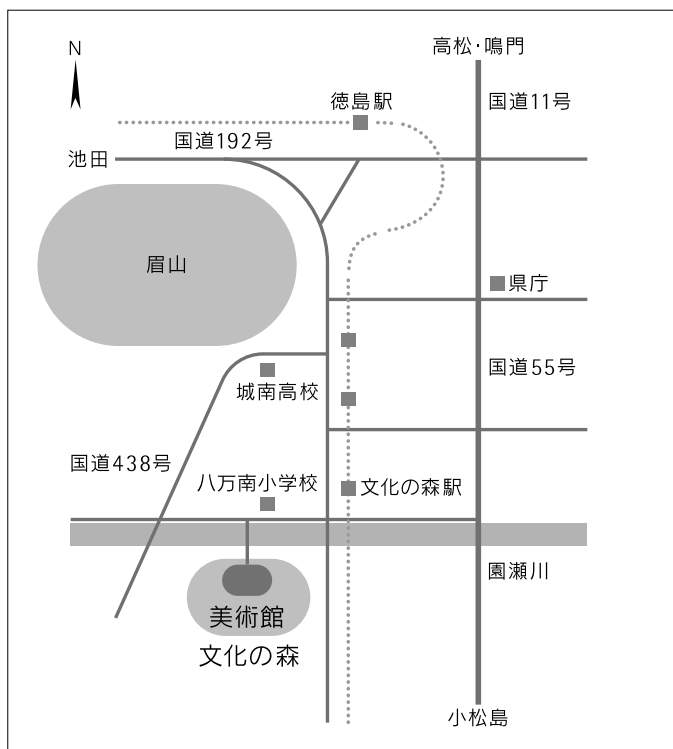 N
高松・鳴門
徳島駅
国道11号
国道192号
池田
眉山
県庁
国道55号
城南高校
国道438号
八万南小学校
文化の森駅
園瀬川
美術館
文化の森
小松島